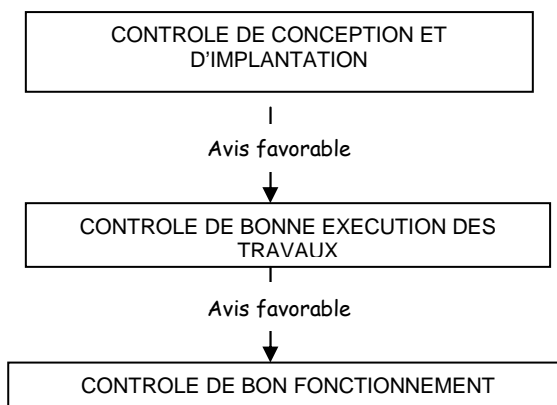 CONTROLE DE CONCEPTION ET
D'IMPLANTATION
Avis favorable
CONTROLE DE BONNE EXECUTION DES
TRAVAUX
Avis favorable
CONTROLE DE BON FONCTIONNEMENT